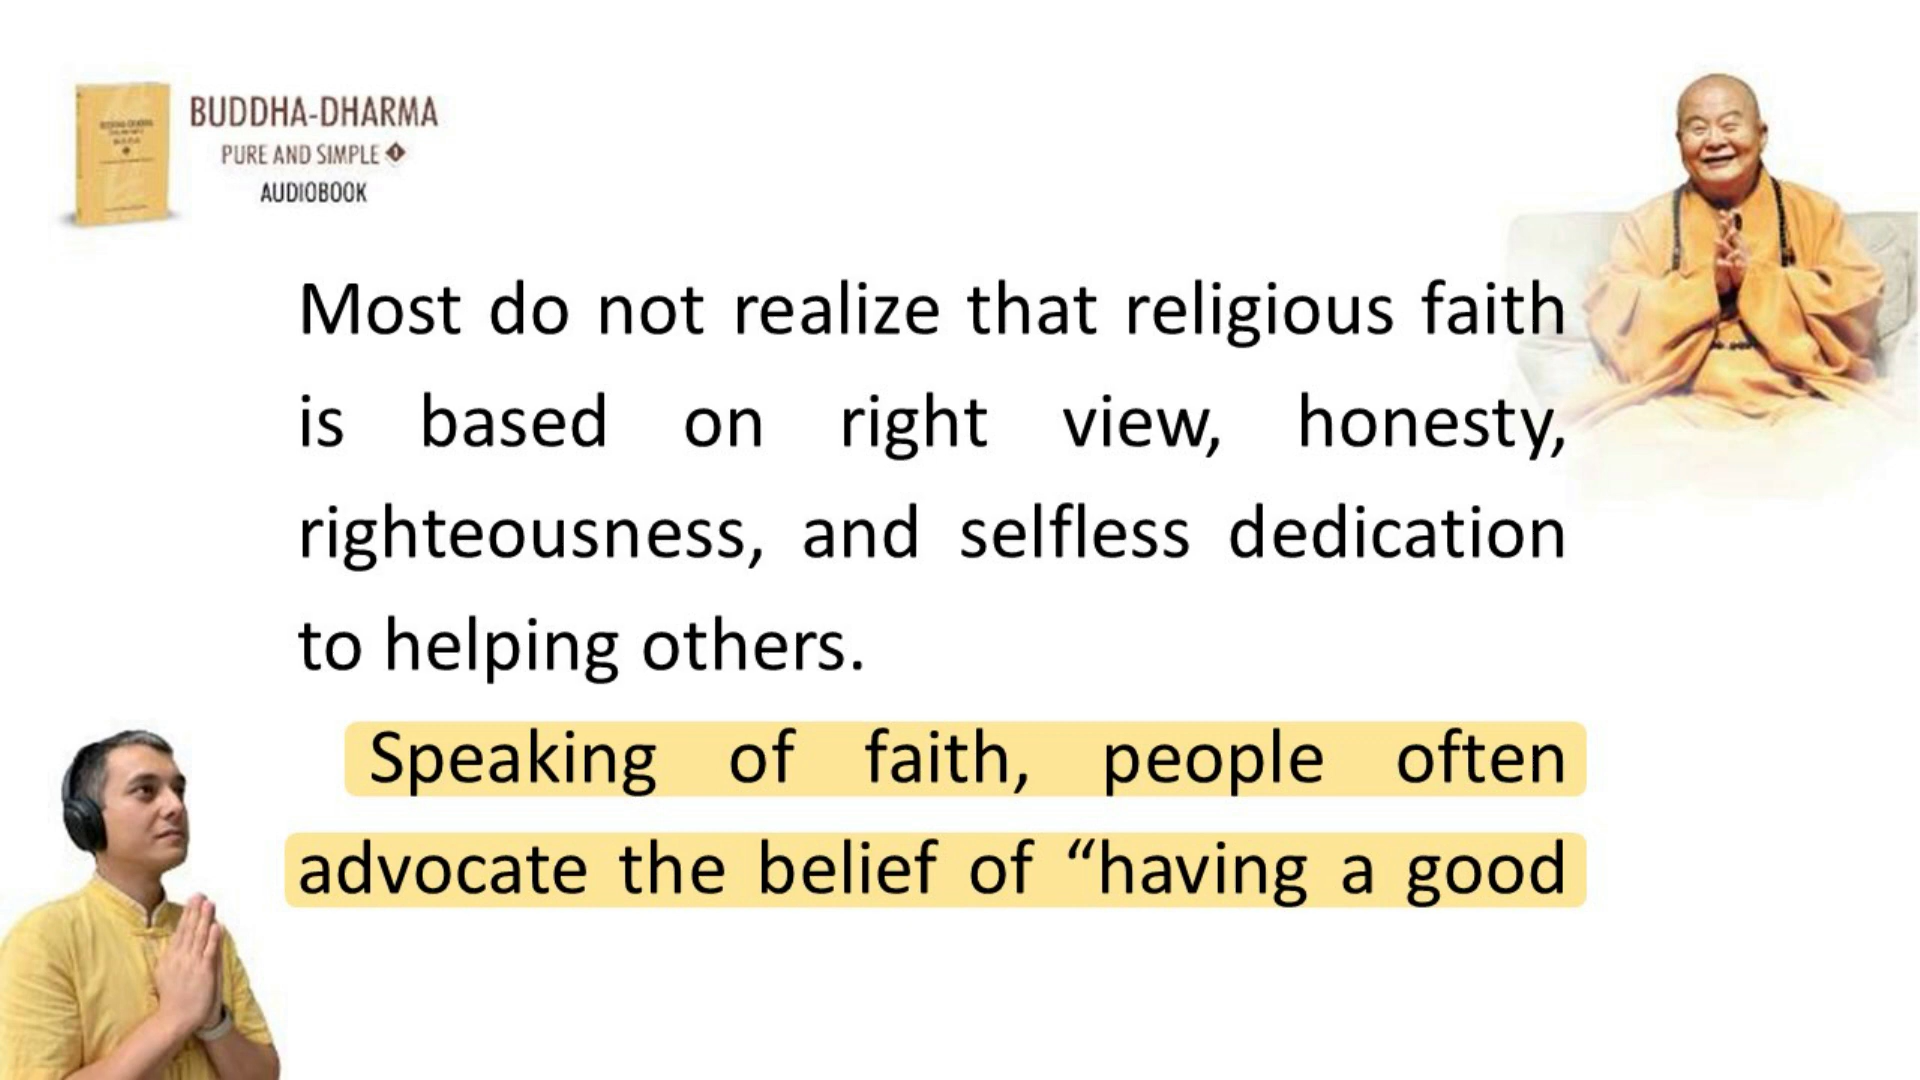 BUDDHA-DHARMA
PURE AND SIMPLE 1
AUDIOBOOK
Most do not realize that religious faith
is based on right view, honesty,
righteousness, and selfless dedication
to helping others.
Speaking of faith, people often
advocate the belief of “having a good